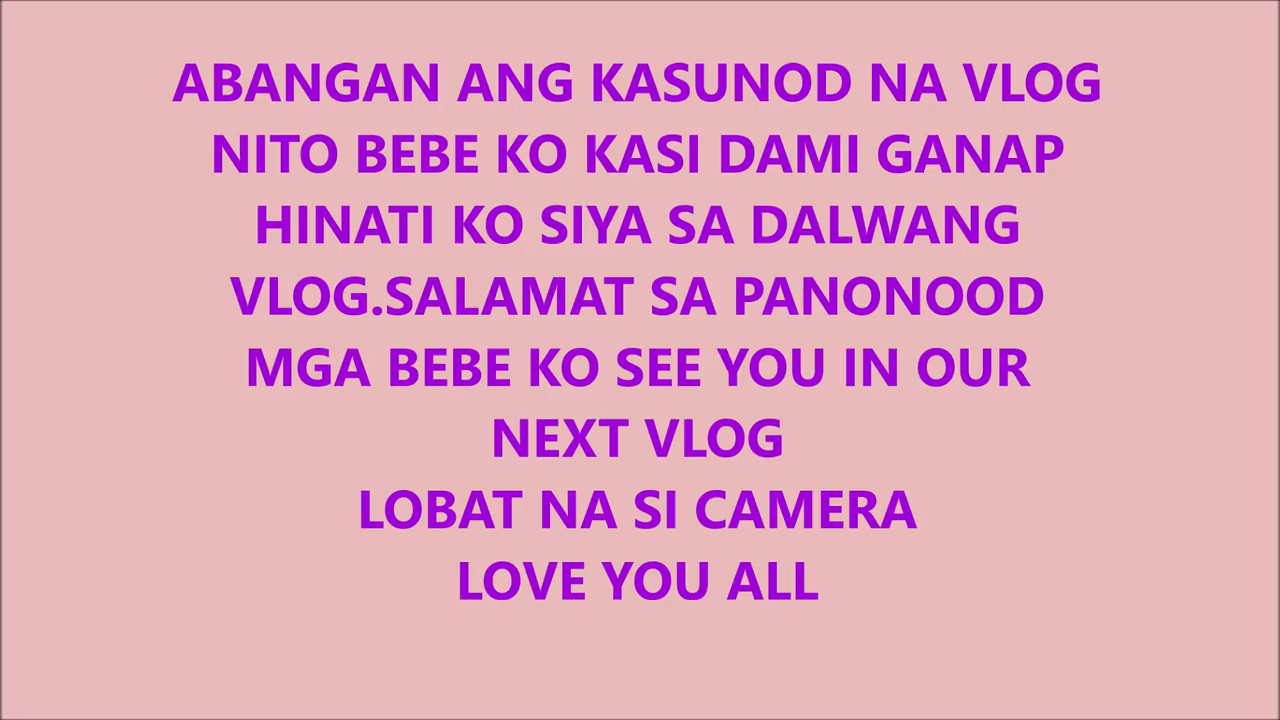 ABANGAN ANG KASUNOD NA VLOG
NITO BEBE KO KASI DAMI GANAP
HINATI KO SIYA SA DALWANG
VLOG.SALAMAT SA PANONOOD
MGA BEBE KO SEE YOU IN OUR
NEXT VLOG
LOBAT NA SI CAMERA
LOVE YOU ALL